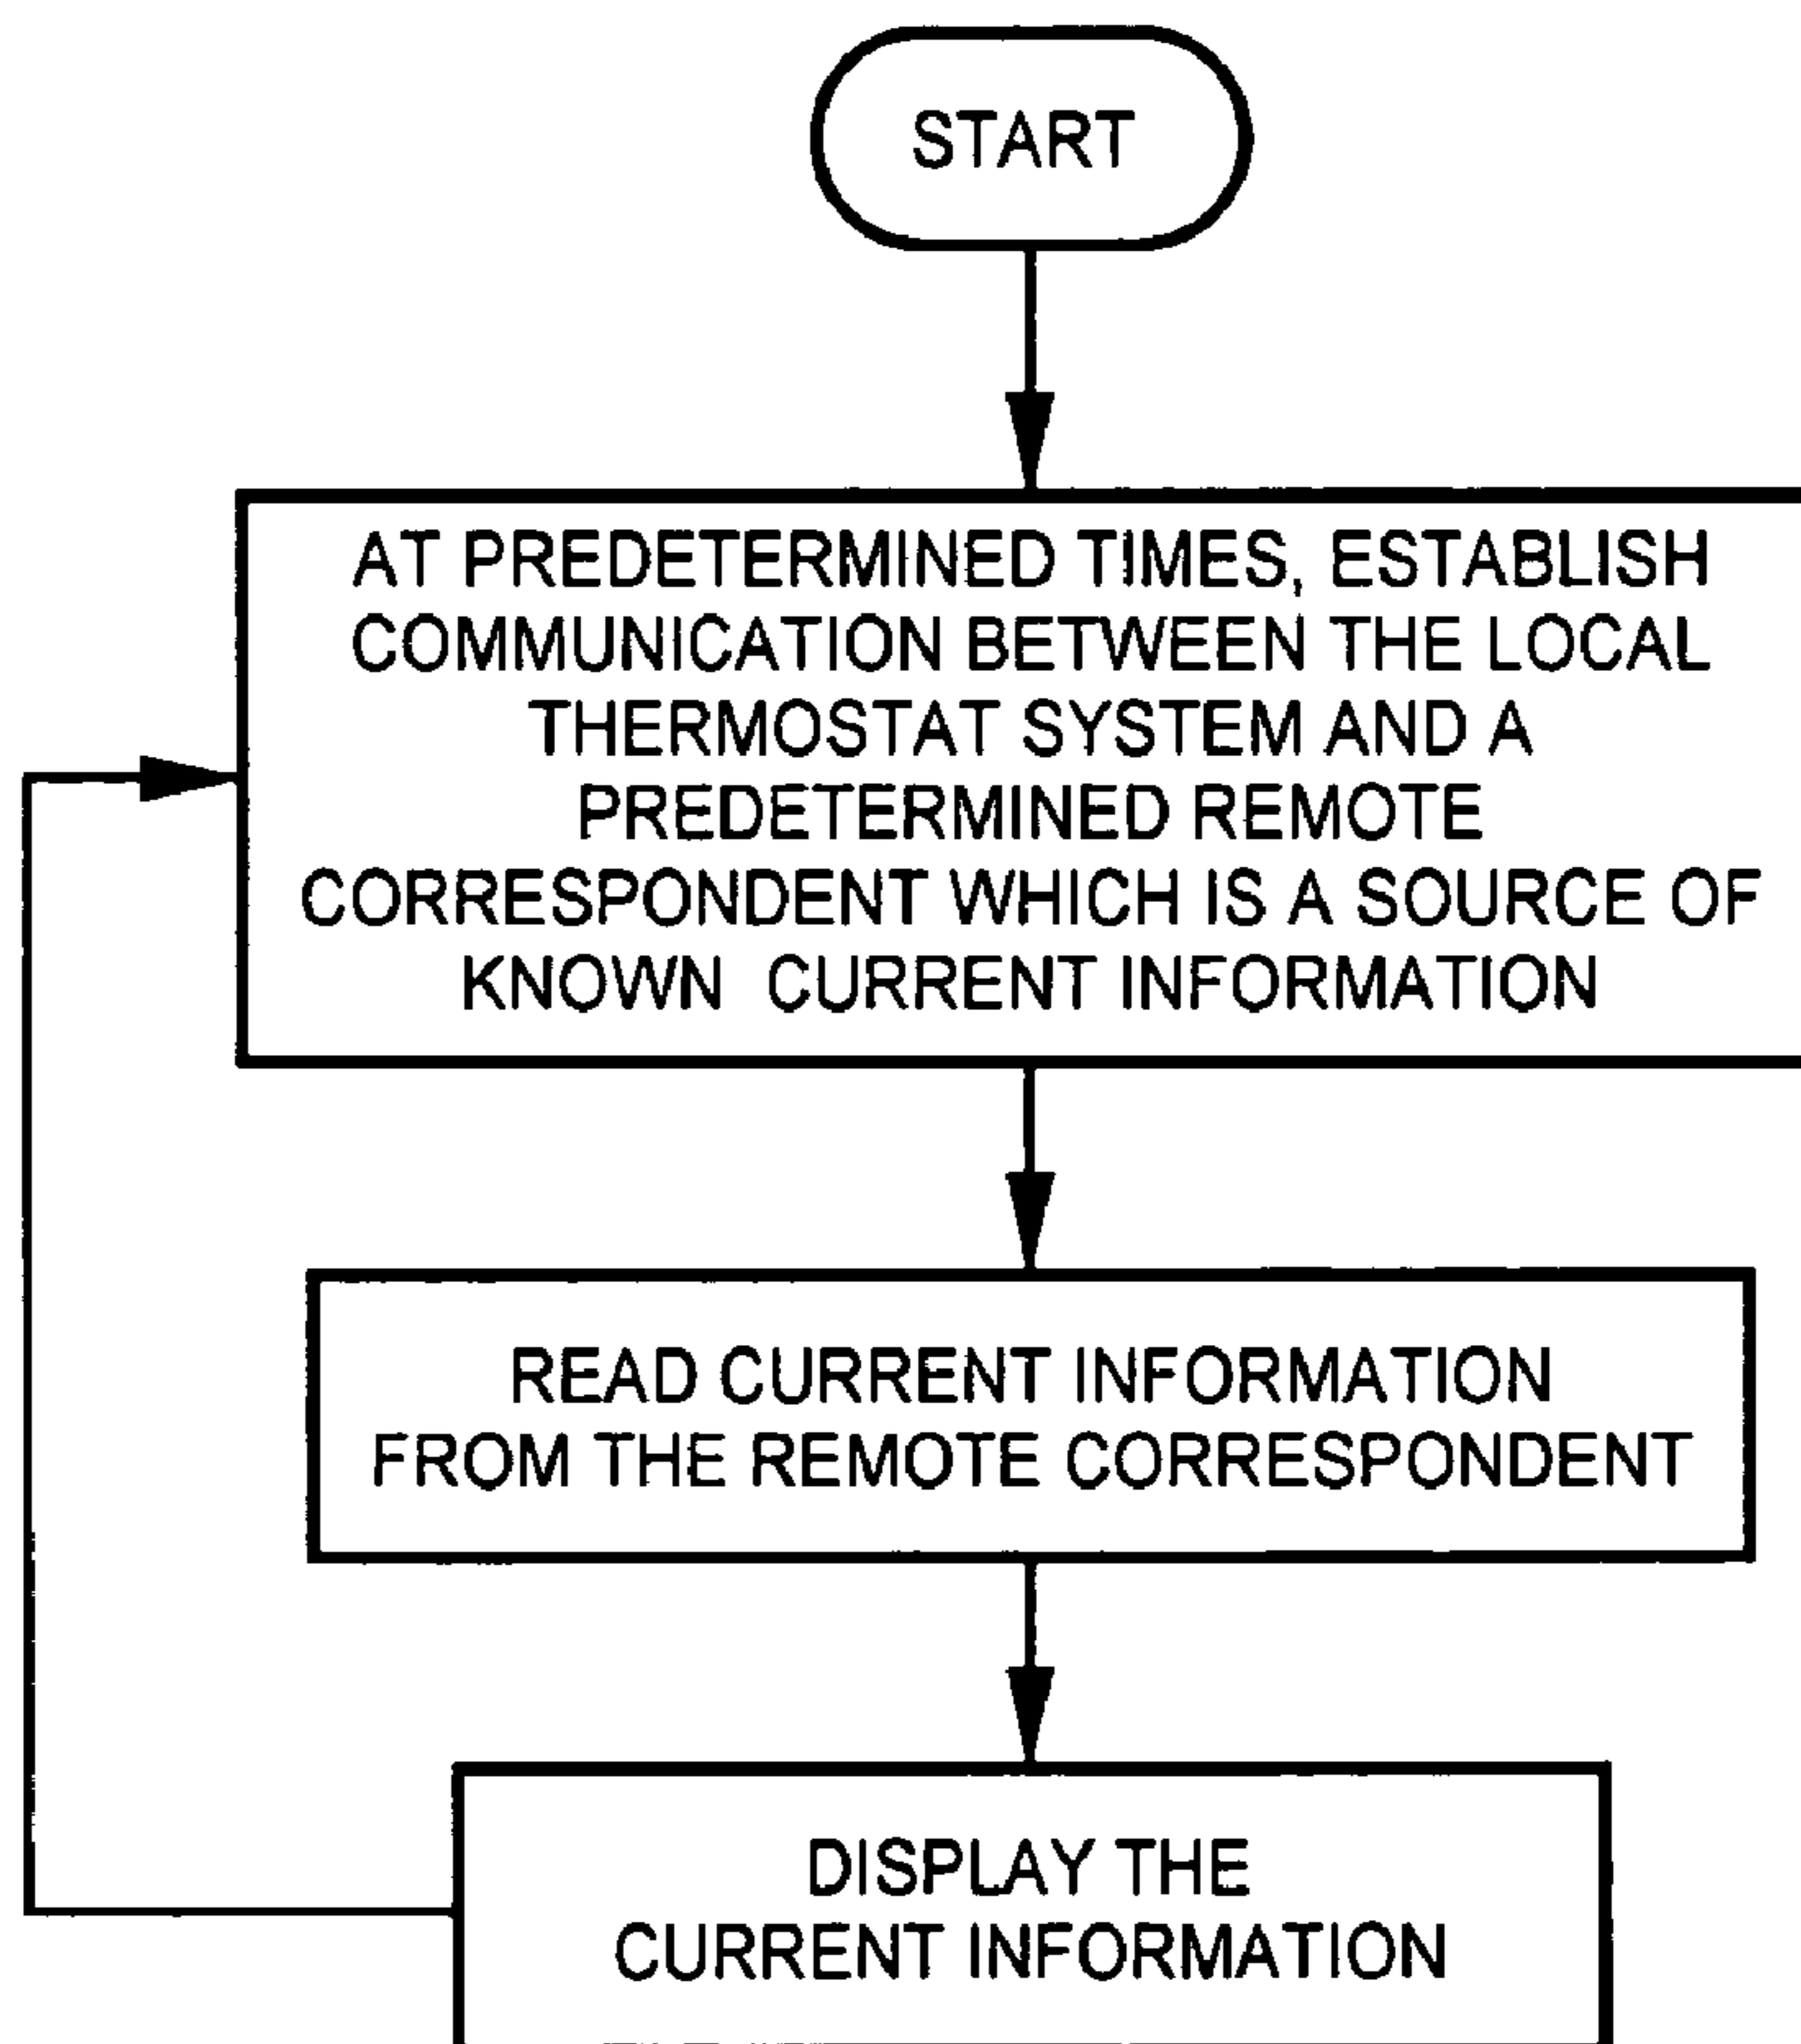 START
AT PREDETERMINED TIMES, ESTABLISH
COMMUNICATION BETWEEN THE LOCAL
THERMOSTAT SYSTEM AND A
PREDETERMINED REMOTE
CORRESPONDENT WHICH IS A SOURCE OF
KNOWN CURRENT INFORMATION
READ CURRENT INFORMATION
FROM THE REMOTE CORRESPONDENT
DISPLAY THE
CURRENT INFORMATION